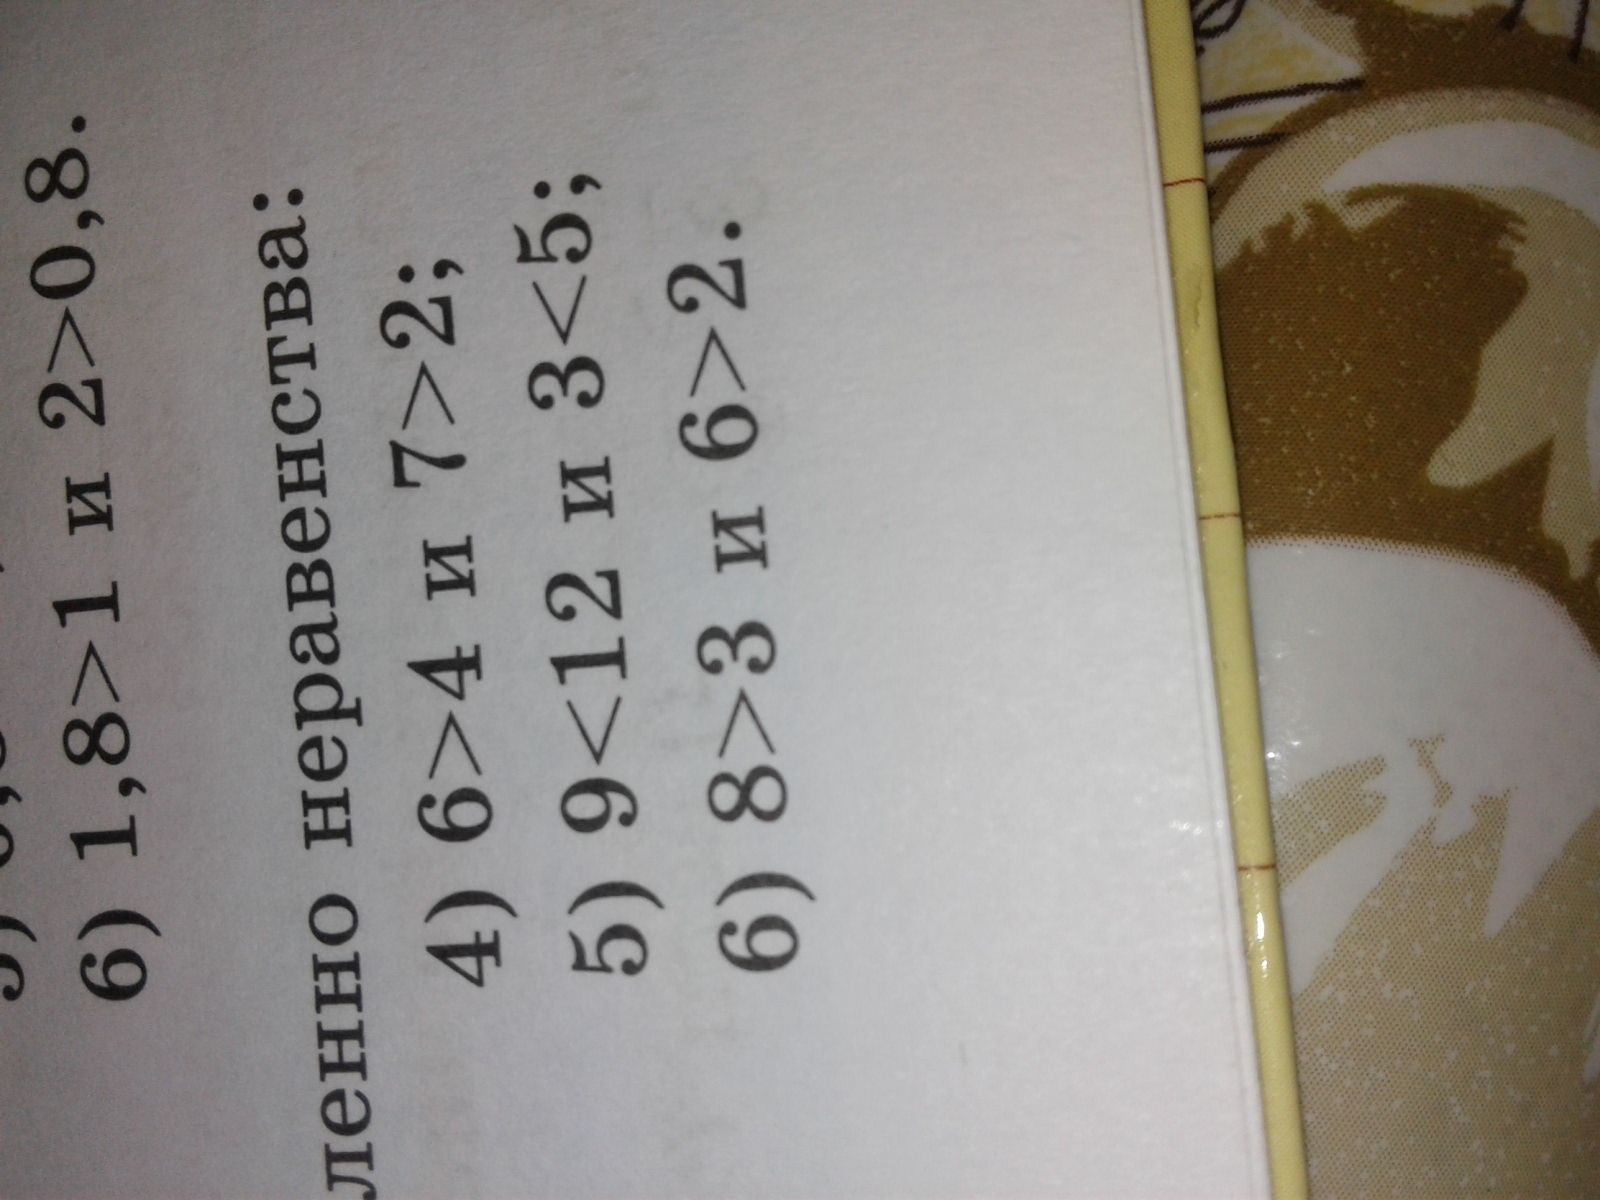 6) 1,8>1 и 2>0,8.
ленно неравенства:
4) 6>4 и 7>2;
5) 9<12 и 3<5;
6) 8>3 и 6>2.